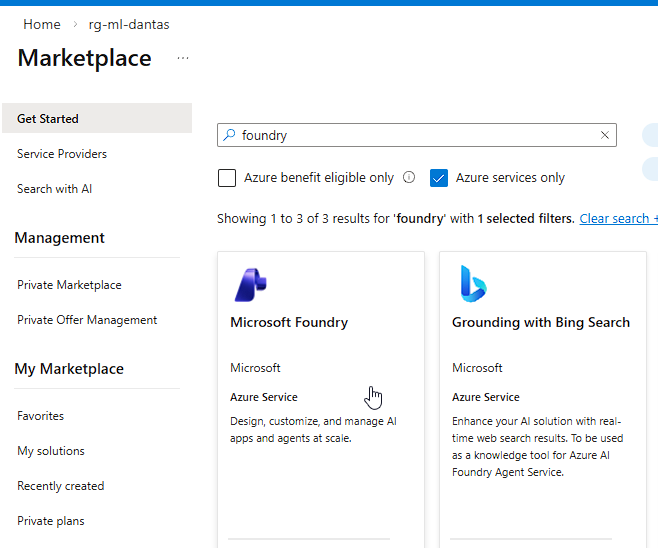 Home > rg-ml-dantas
Marketplace ...
Get Started
Service Providers
Search with AI
Management
Private Marketplace
Private Offer Management
My Marketplace
Favorites
My solutions
Recently created
Private plans
foundry
Azure benefit eligible only
Azure services only
Showing 1 to 3 of 3 results for 'foundry' with 1 selected filters. Clear search
Microsoft Foundry
Microsoft
Azure Service
Design, customize, and manage AI
apps and agents at scale.
Grounding with Bing Search
Microsoft
Azure Service
Enhance your AI solution with real-
time web search results. To be used
as a knowledge tool for Azure AI
Foundry Agent Service.